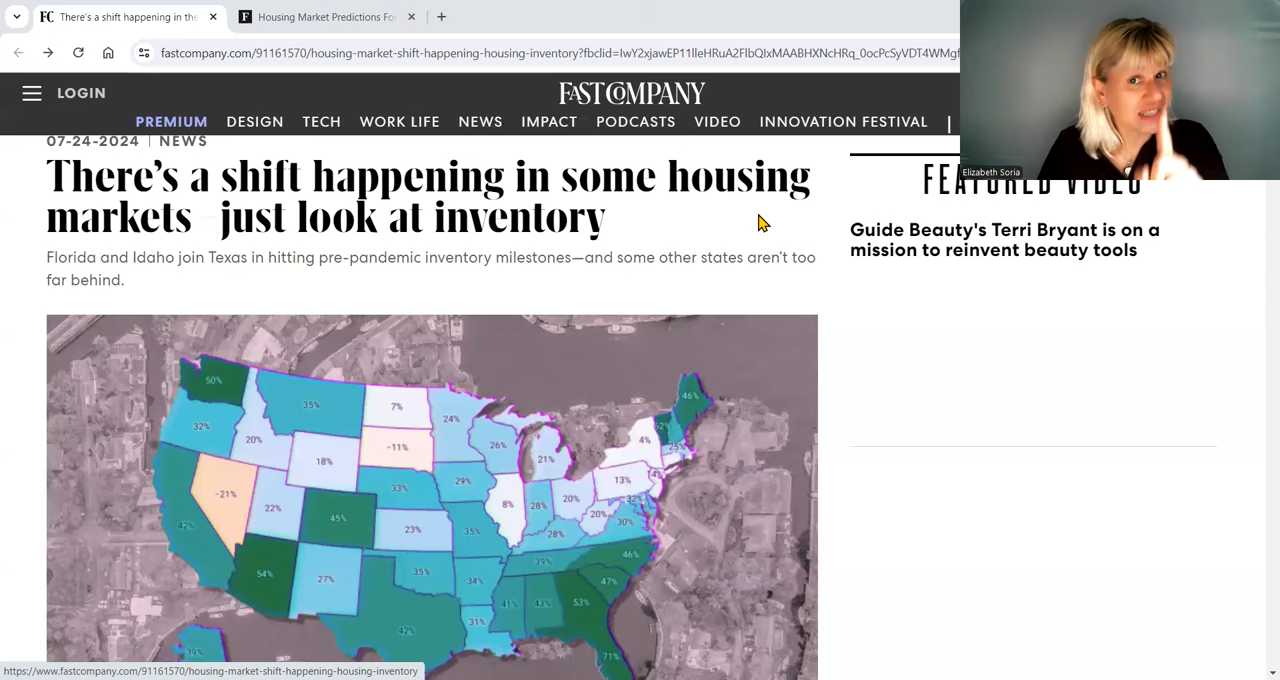 There's a shift happening in the
Housing Market Predictions Fo
fastcompany.com/91161570/housing-market-shift-happening-housing-inventory?fbclid=IwY2xjawEP11lleHRuA2FlbQIxMAABHXNcHRq_0ocPcSyVDT4WMgf
Elizabeth Soria
LOGIN
FAST COMPANY
PREMIUM DESIGN TECH WORK LIFE NEWS IMPACT PODCASTS VIDEO INNOVATION FESTIVAL
07-24-2024 | NEWS
There's a shift happening in some housing
markets—just look at inventory
Florida and Idaho join Texas in hitting pre-pandemic inventory milestones—and some other states aren't too
far behind.
FEATURED VIDEO
Guide Beauty's Terri Bryant is on a
mission to reinvent beauty tools
50%
35%
7%
46%
32%
24%
62%
20%
-11%
26%
4%
25%
18%
21%
13%
14%
-21%
33%
29%
8%
28%
20%
32%
22%
45%
23%
35%
28%
20%
30%
42%
54%
27%
35%
34%
39%
46%
47%
42%
31%
41%
43%
53%
39%
71%
https://www.fastcompany.com/91161570/housing-market-shift-happening-housing-inventory